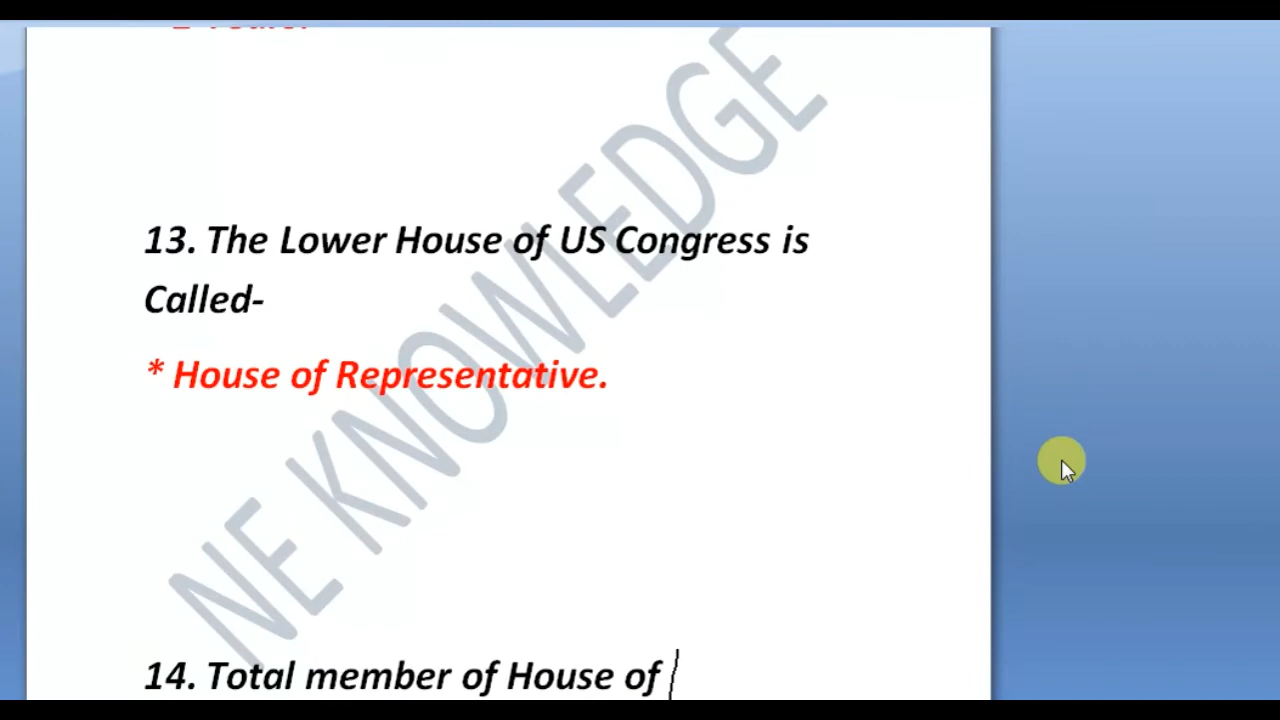 13. The Lower House of US Congress is
Called-
* House of Representative.
14. Total member of House of
NE KNOWLEDGE